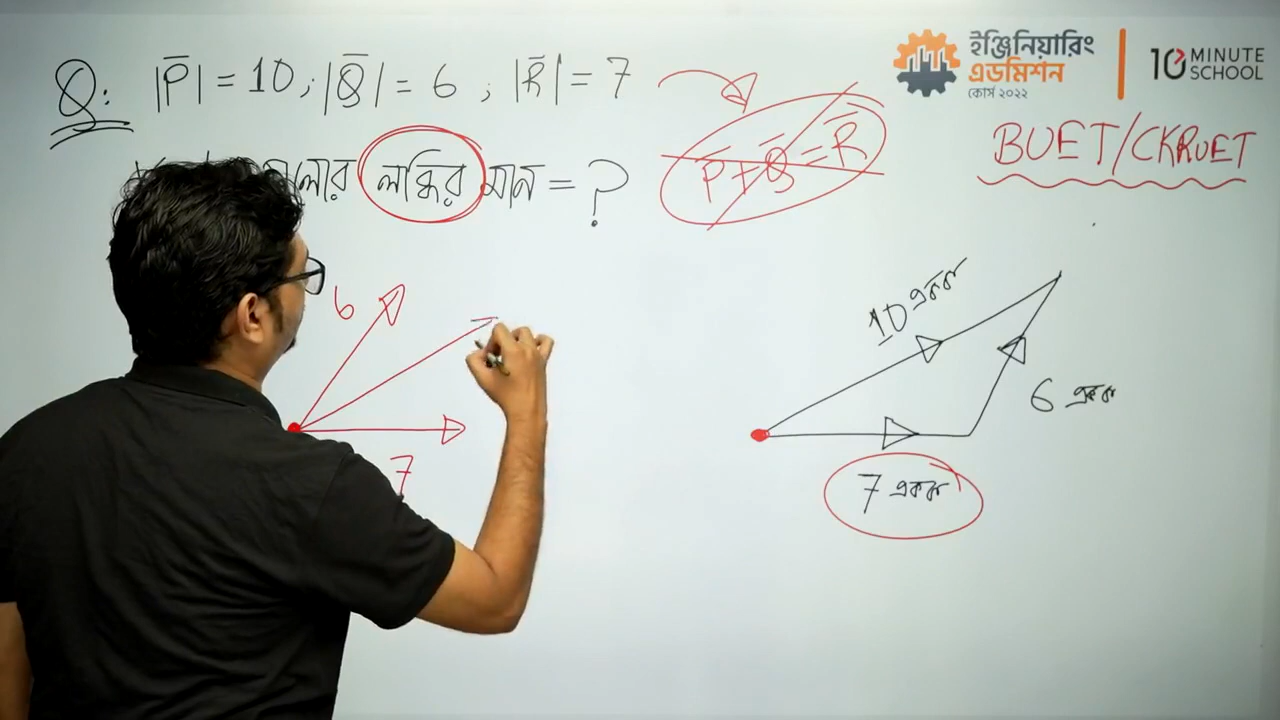 Q: |P̄| = 10 ; |Q̄| = 6 ; |R̄| = 7
লব্ধির মান = ?
P̄ + Q̄ = R̄
ইঞ্জিনিয়ারিং
এডমিশন
কোর্স ২০২২
10 MINUTE
SCHOOL
BUET/CKRUET
6
7
10 একক
6 একক
7 একক